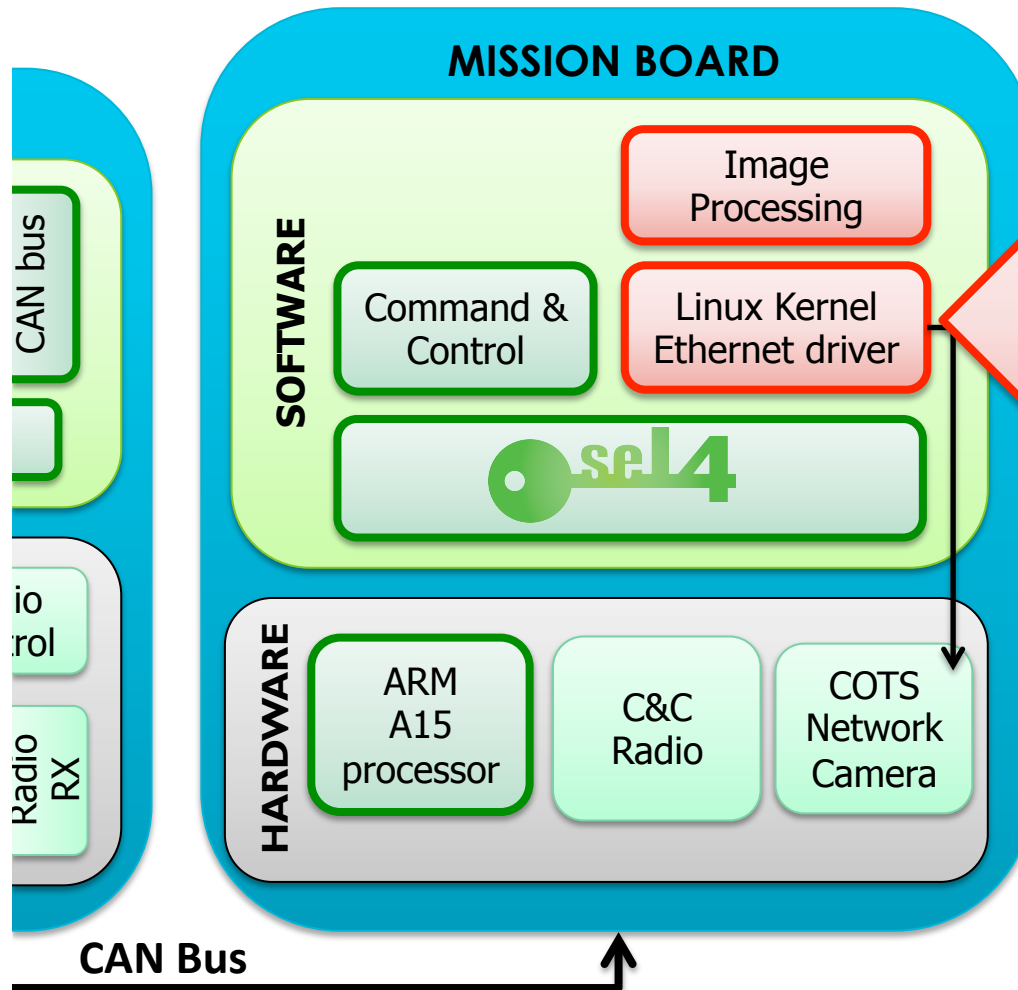 MISSION BOARD
SOFTWARE
Image
Processing
Command &
Control
Linux Kernel
Ethernet driver
seL4
HARDWARE
ARM
A15
processor
C&C
Radio
COTS
Network
Camera
CAN bus
io
trol
Radio
RX
CAN Bus